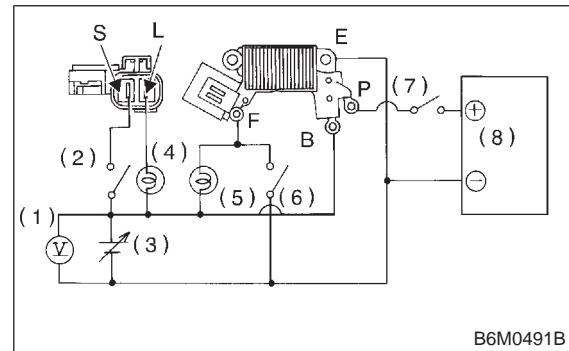 S L
E
P
(7)
F
B
(2)
(4)
(8)
(5) (6)
(1)
V
(3)
B6M0491B